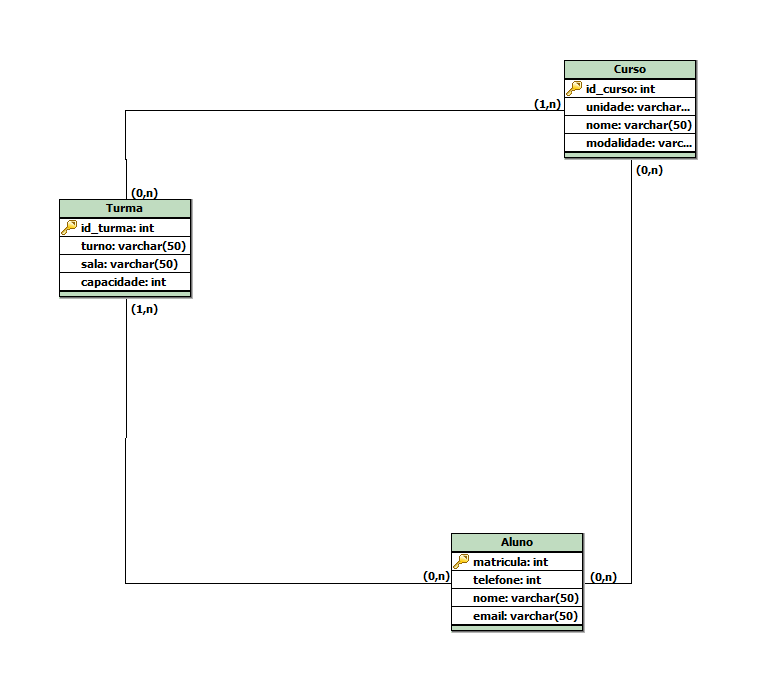 Curso
id_curso: int
unidade: varchar...
nome: varchar(50)
modalidade: varc...
(1,n)
(0,n)
(0,n)
Turma
id_turma: int
turno: varchar(50)
sala: varchar(50)
capacidade: int
(1,n)
Aluno
matricula: int
telefone: int
nome: varchar(50)
email: varchar(50)
(0,n)
(0,n)